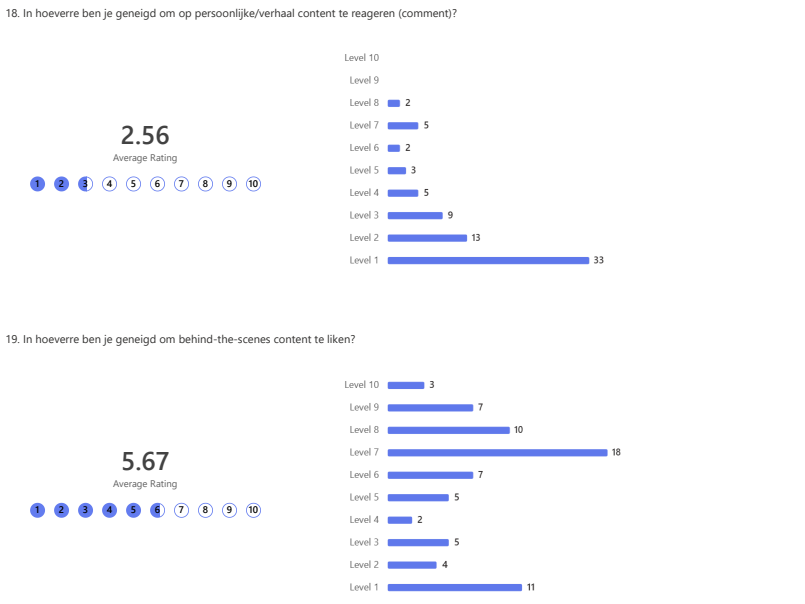 18. In hoeverre ben je geneigd om op persoonlijke/verhaal content te reageren (comment)?
2.56
Average Rating
1 2 3 4 5 6 7 8 9 10
Level 10
Level 9
Level 8 2
Level 7 5
Level 6 2
Level 5 3
Level 4 5
Level 3 9
Level 2 13
Level 1 33
19. In hoeverre ben je geneigd om behind-the-scenes content te liken?
5.67
Average Rating
1 2 3 4 5 6 7 8 9 10
Level 10 3
Level 9 7
Level 8 10
Level 7 18
Level 6 7
Level 5 5
Level 4 2
Level 3 5
Level 2 4
Level 1 11